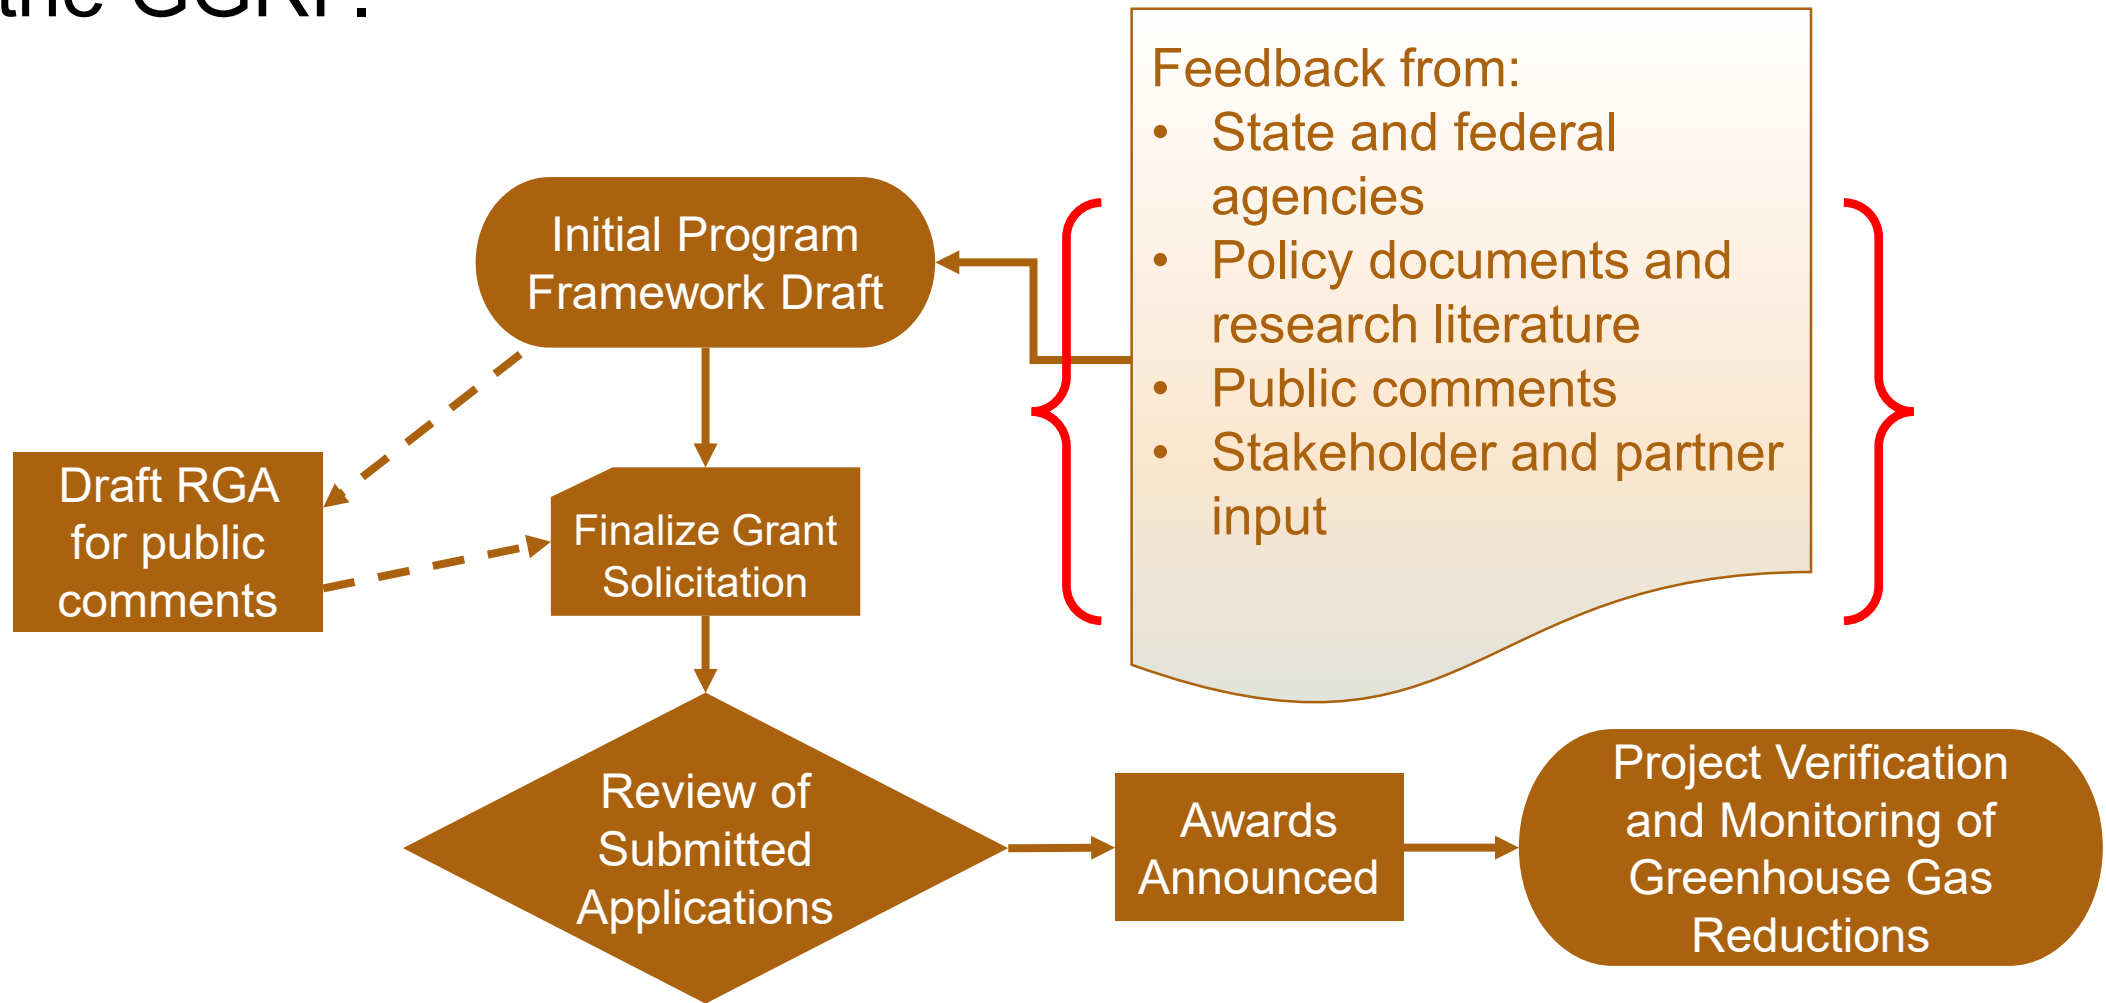 Feedback from:
• State and federal
agencies
• Policy documents and
research literature
• Public comments
• Stakeholder and partner
input
Initial Program
Framework Draft
Draft RGA
for public
comments
Finalize Grant
Solicitation
Review of
Submitted
Applications
Awards
Announced
Project Verification
and Monitoring of
Greenhouse Gas
Reductions